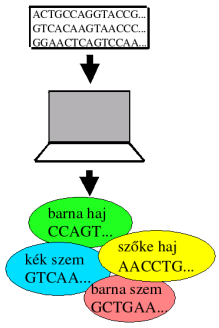 ACTGCCAGGTACCG...
GTCACAAGTAACCC...
GGAACTCAGTCCAA...
barna haj
CCAGT...
szőke haj
AACCTG...
kék szem
GTCAA...
barna szem
GCTGAA...